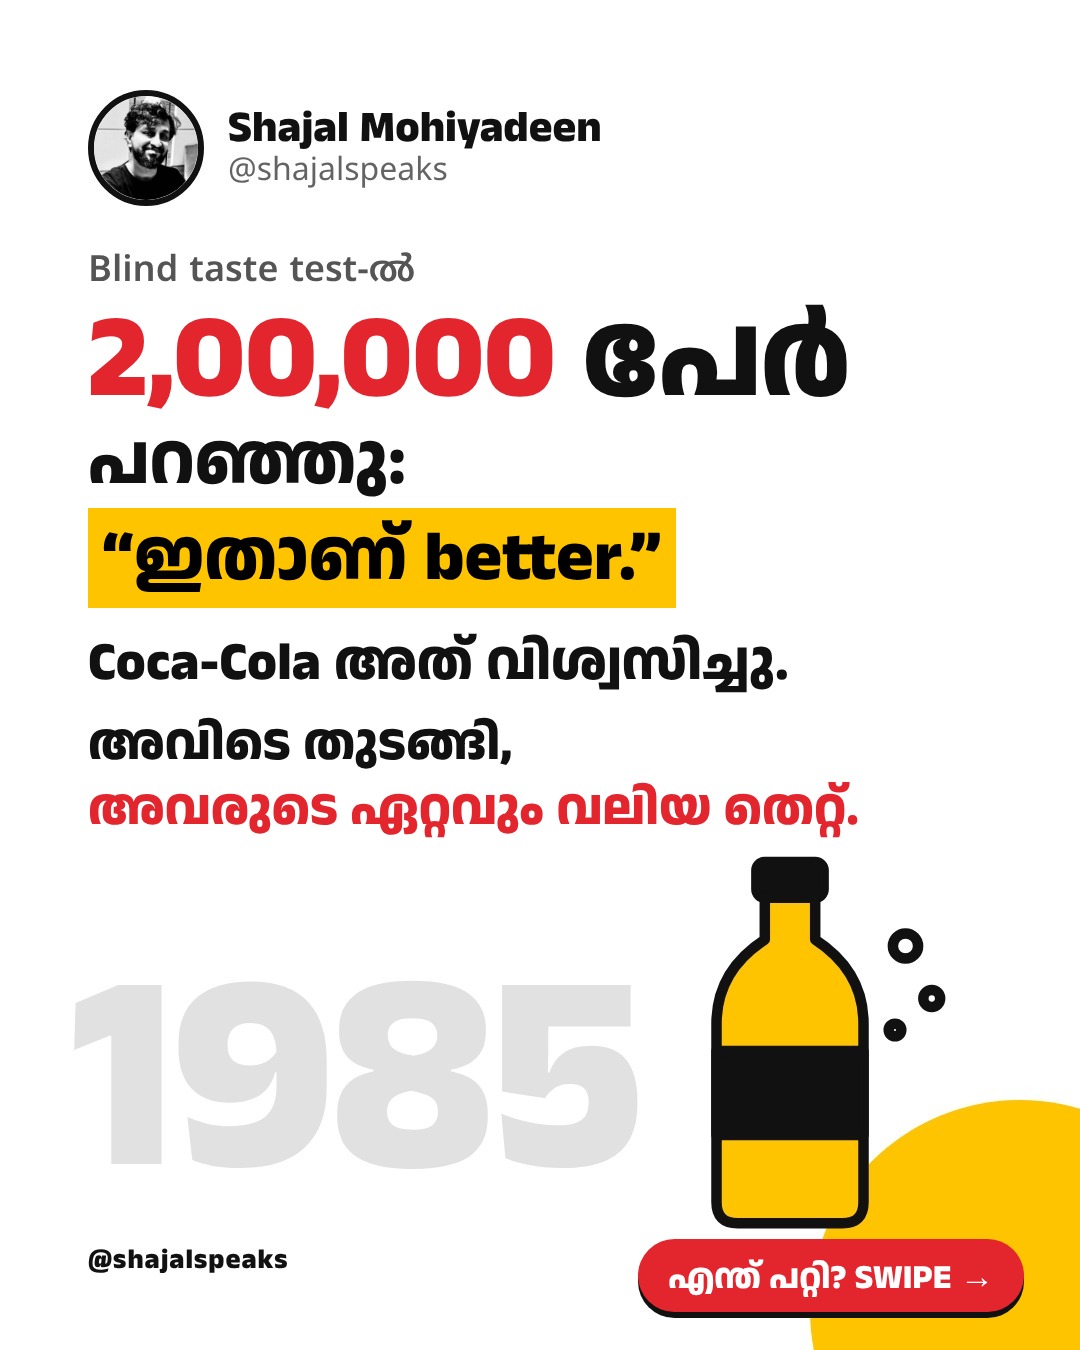 Shajal Mohiyadeen
@shajalspeaks
Blind taste test-ൽ
2,00,000 പേർ
പറഞ്ഞു:
“ഇതാണ് better.”
Coca-Cola അത് വിശ്വസിച്ചു.
അവിടെ തുടങ്ങി,
അവരുടെ ഏറ്റവും വലിയ തെറ്റ്.
1985
@shajalspeaks
എന്ത് പറ്റി? SWIPE →